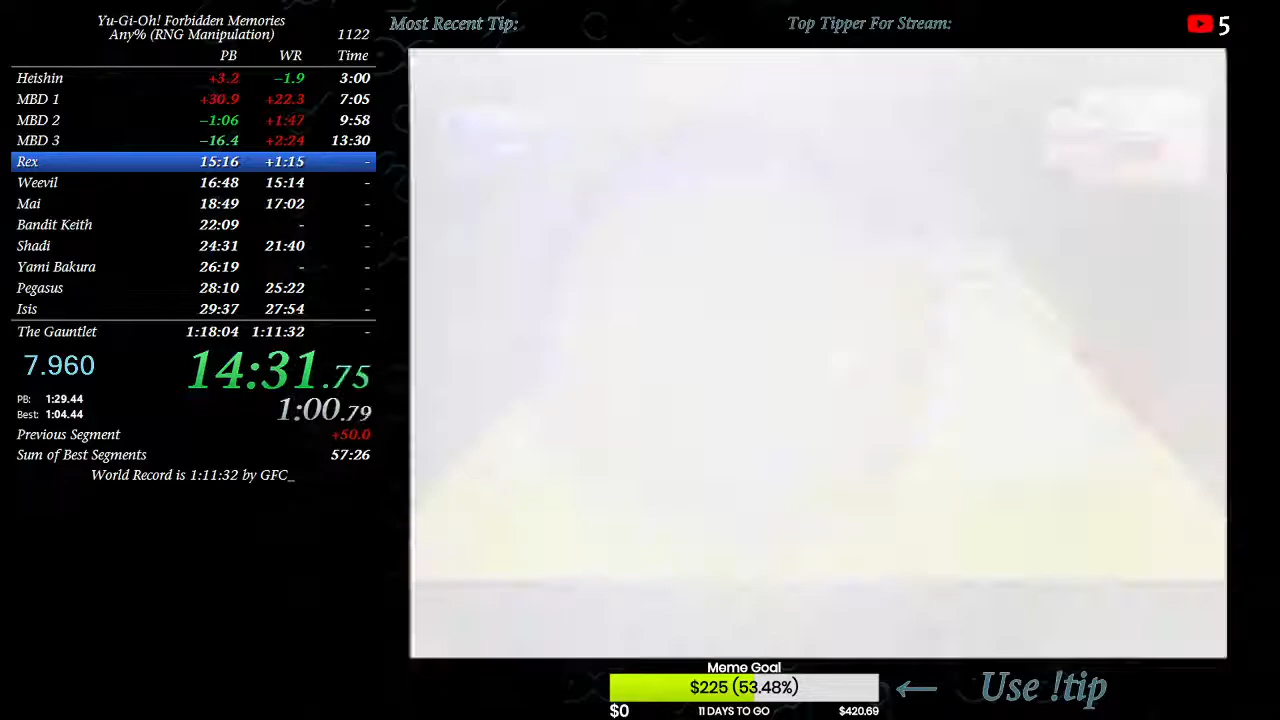 Yu-Gi-Oh! Forbidden Memories
Any% (RNG Manipulation) 1122
PB WR Time
Heishin +3.2 −1.9 3:00
MBD 1 +30.9 +22.3 7:05
MBD 2 −1:06 +1:47 9:58
MBD 3 −16.4 +2:24 13:30
Rex 15:16 +1:15 -
Weevil 16:48 15:14 -
Mai 18:49 17:02 -
Bandit Keith 22:09 - -
Shadi 24:31 21:40 -
Yami Bakura 26:19 - -
Pegasus 28:10 25:22 -
Isis 29:37 27:54 -
The Gauntlet 1:18:04 1:11:32 -
7.960 14:31.75
PB: 1:29.44
Best: 1:04.44
1:00.79
Previous Segment +50.0
Sum of Best Segments 57:26
World Record is 1:11:32 by GFC_
Most Recent Tip:
Top Tipper For Stream:
5
Meme Goal
$225 (53.48%)
$0 11 DAYS TO GO $420.69
Use !tip